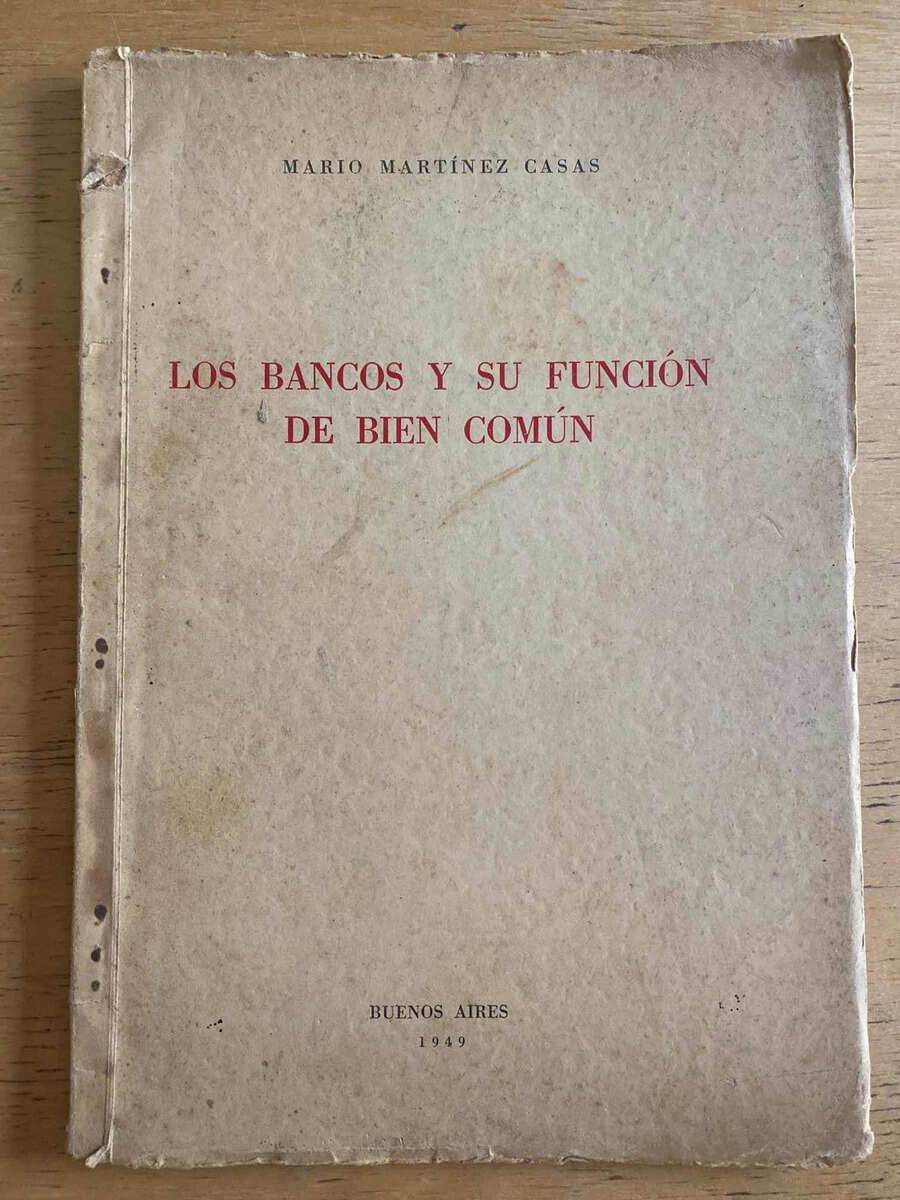 MARIO MARTÍNEZ CASAS
LOS BANCOS Y SU FUNCIÓN
DE BIEN COMÚN
BUENOS AIRES
1949